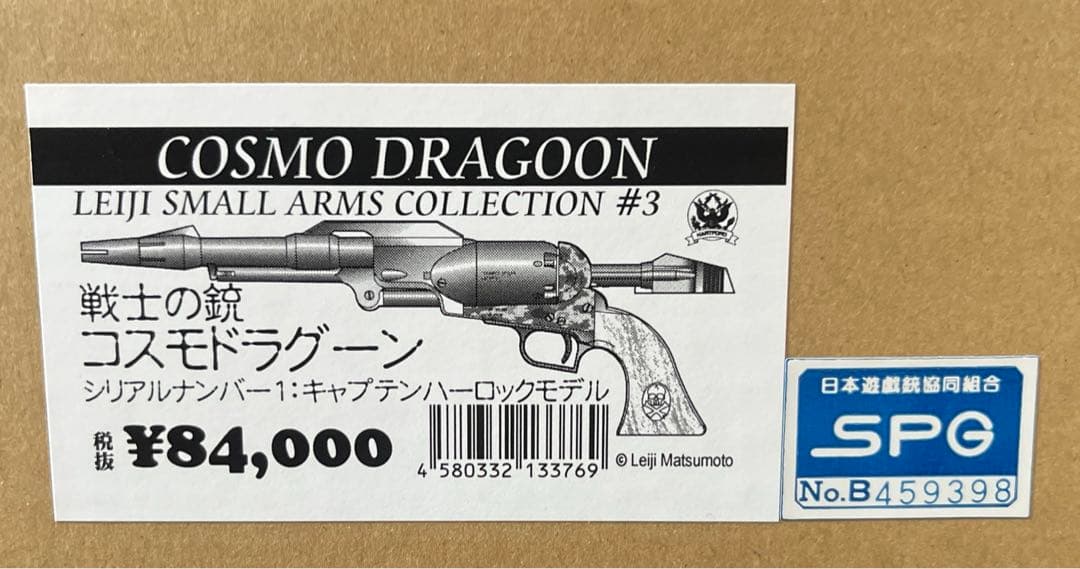 COSMO DRAGOON
LEIJI SMALL ARMS COLLECTION #3
HARTFORD
戦士の銃
コスモドラグーン
シリアルナンバー1:キャプテンハーロックモデル
税抜 ¥84,000
4 580332 133769
© Leiji Matsumoto
日本遊戯銃協同組合
SPG
No.B459398